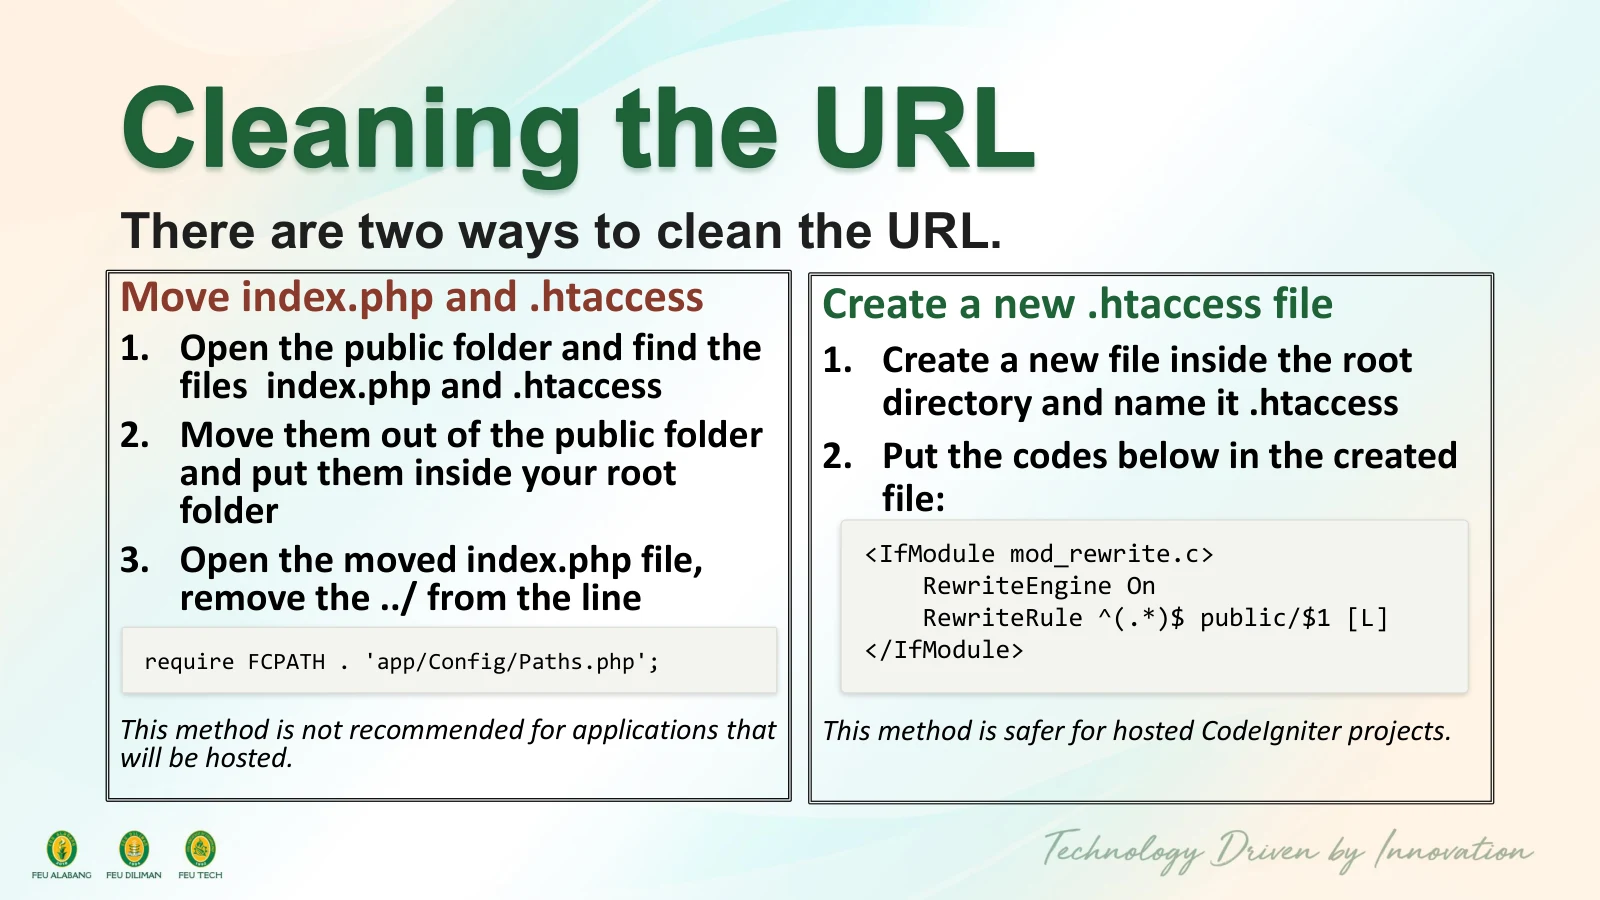 Cleaning the URL
There are two ways to clean the URL.
Move index.php and .htaccess
1. Open the public folder and find the
files  index.php and .htaccess
2. Move them out of the public folder
and put them inside your root
folder
3. Open the moved index.php file,
remove the ../ from the line
require FCPATH . 'app/Config/Paths.php';
This method is not recommended for applications that
will be hosted.
Create a new .htaccess file
1. Create a new file inside the root
directory and name it .htaccess
2. Put the codes below in the created
file:
<IfModule mod_rewrite.c>
    RewriteEngine On
    RewriteRule ^(.*)$ public/$1 [L]
</IfModule>
This method is safer for hosted CodeIgniter projects.
FEU ALABANG
FEU DILIMAN
FEU TECH
Technology Driven by Innovation